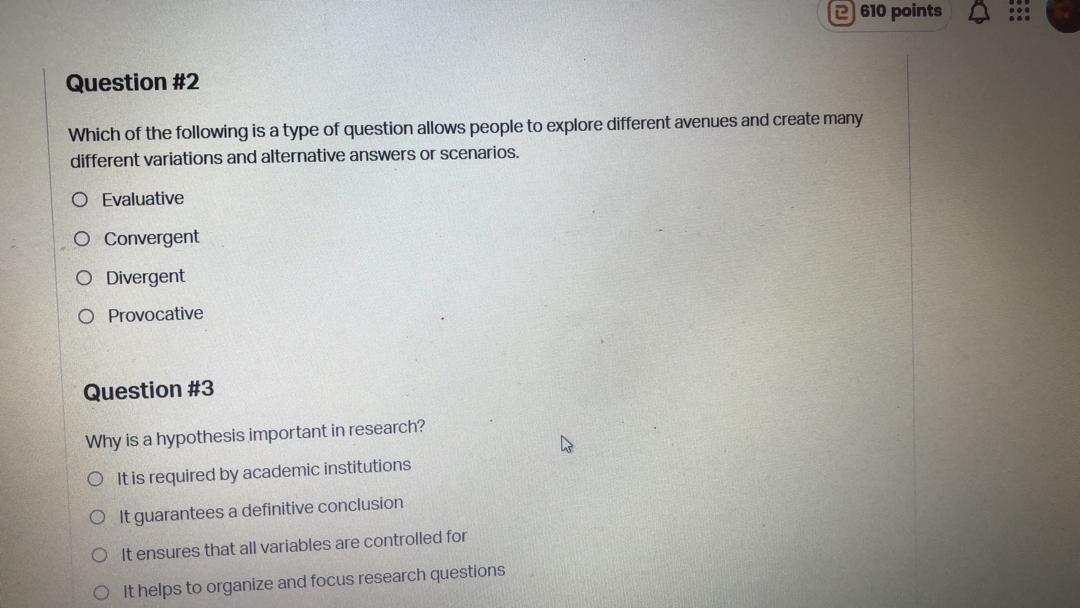 610 points
Question #2
Which of the following is a type of question allows people to explore different avenues and create many
different variations and alternative answers or scenarios.
Evaluative
Convergent
Divergent
Provocative
Question #3
Why is a hypothesis important in research?
It is required by academic institutions
It guarantees a definitive conclusion
It ensures that all variables are controlled for
It helps to organize and focus research questions